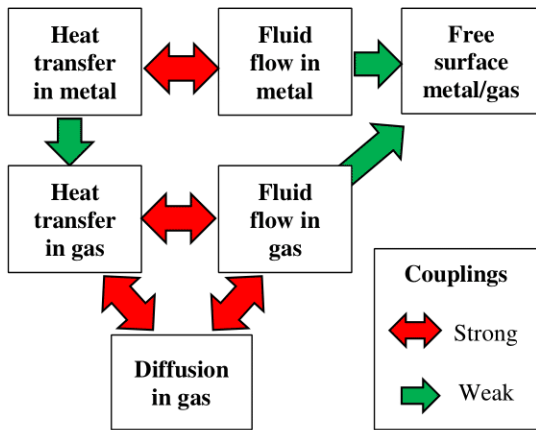 Heat
transfer
in metal
Fluid
flow in
metal
Free
surface
metal/gas
Heat
transfer
in gas
Fluid
flow in
gas
Diffusion
in gas
Couplings
Strong
Weak